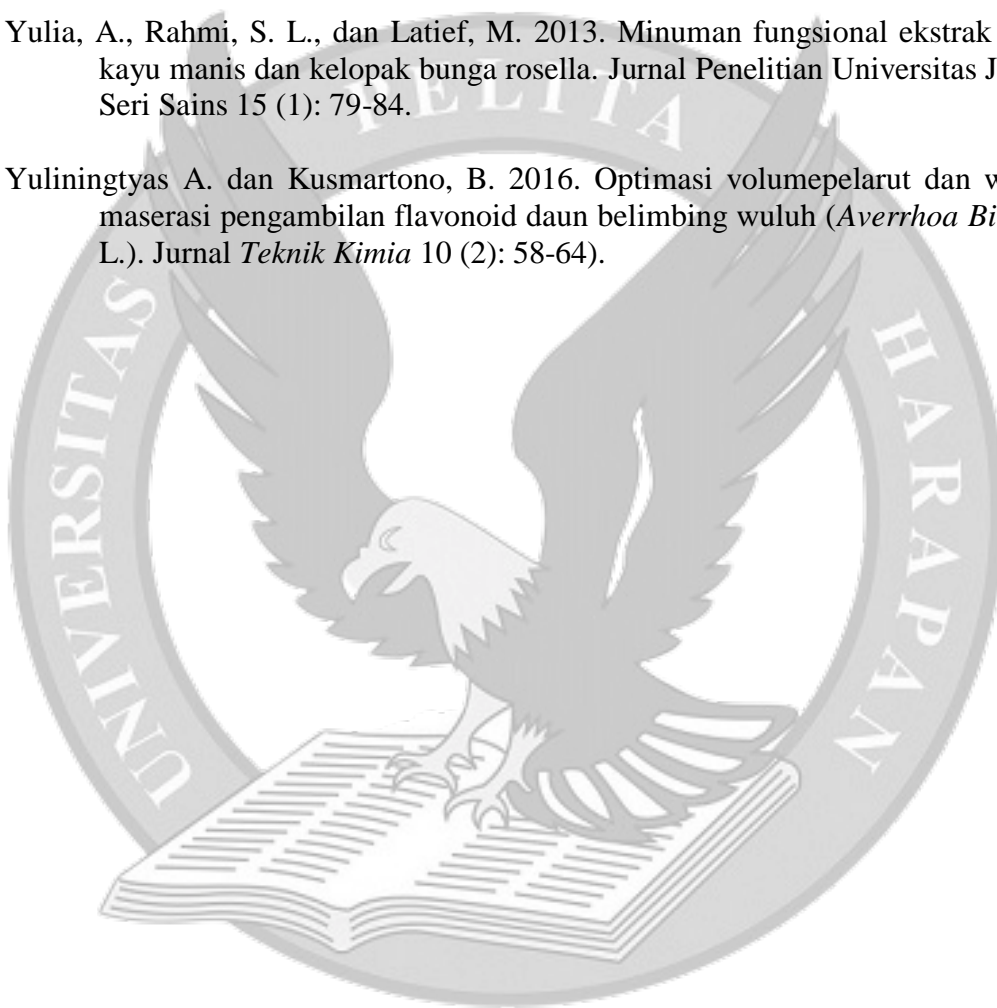 Yulia, A., Rahmi, S. L., dan Latief, M. 2013. Minuman fungsional ekstrak
kayu manis dan kelopak bunga rosella. Jurnal Penelitian Universitas J
Seri Sains 15 (1): 79-84.
Yuliningtyas A. dan Kusmartono, B. 2016. Optimasi volumepelarut dan w
maserasi pengambilan flavonoid daun belimbing wuluh (Averrhoa Bi
L.). Jurnal Teknik Kimia 10 (2): 58-64).
UNIVERSITAS
PELITA
HARAPAN